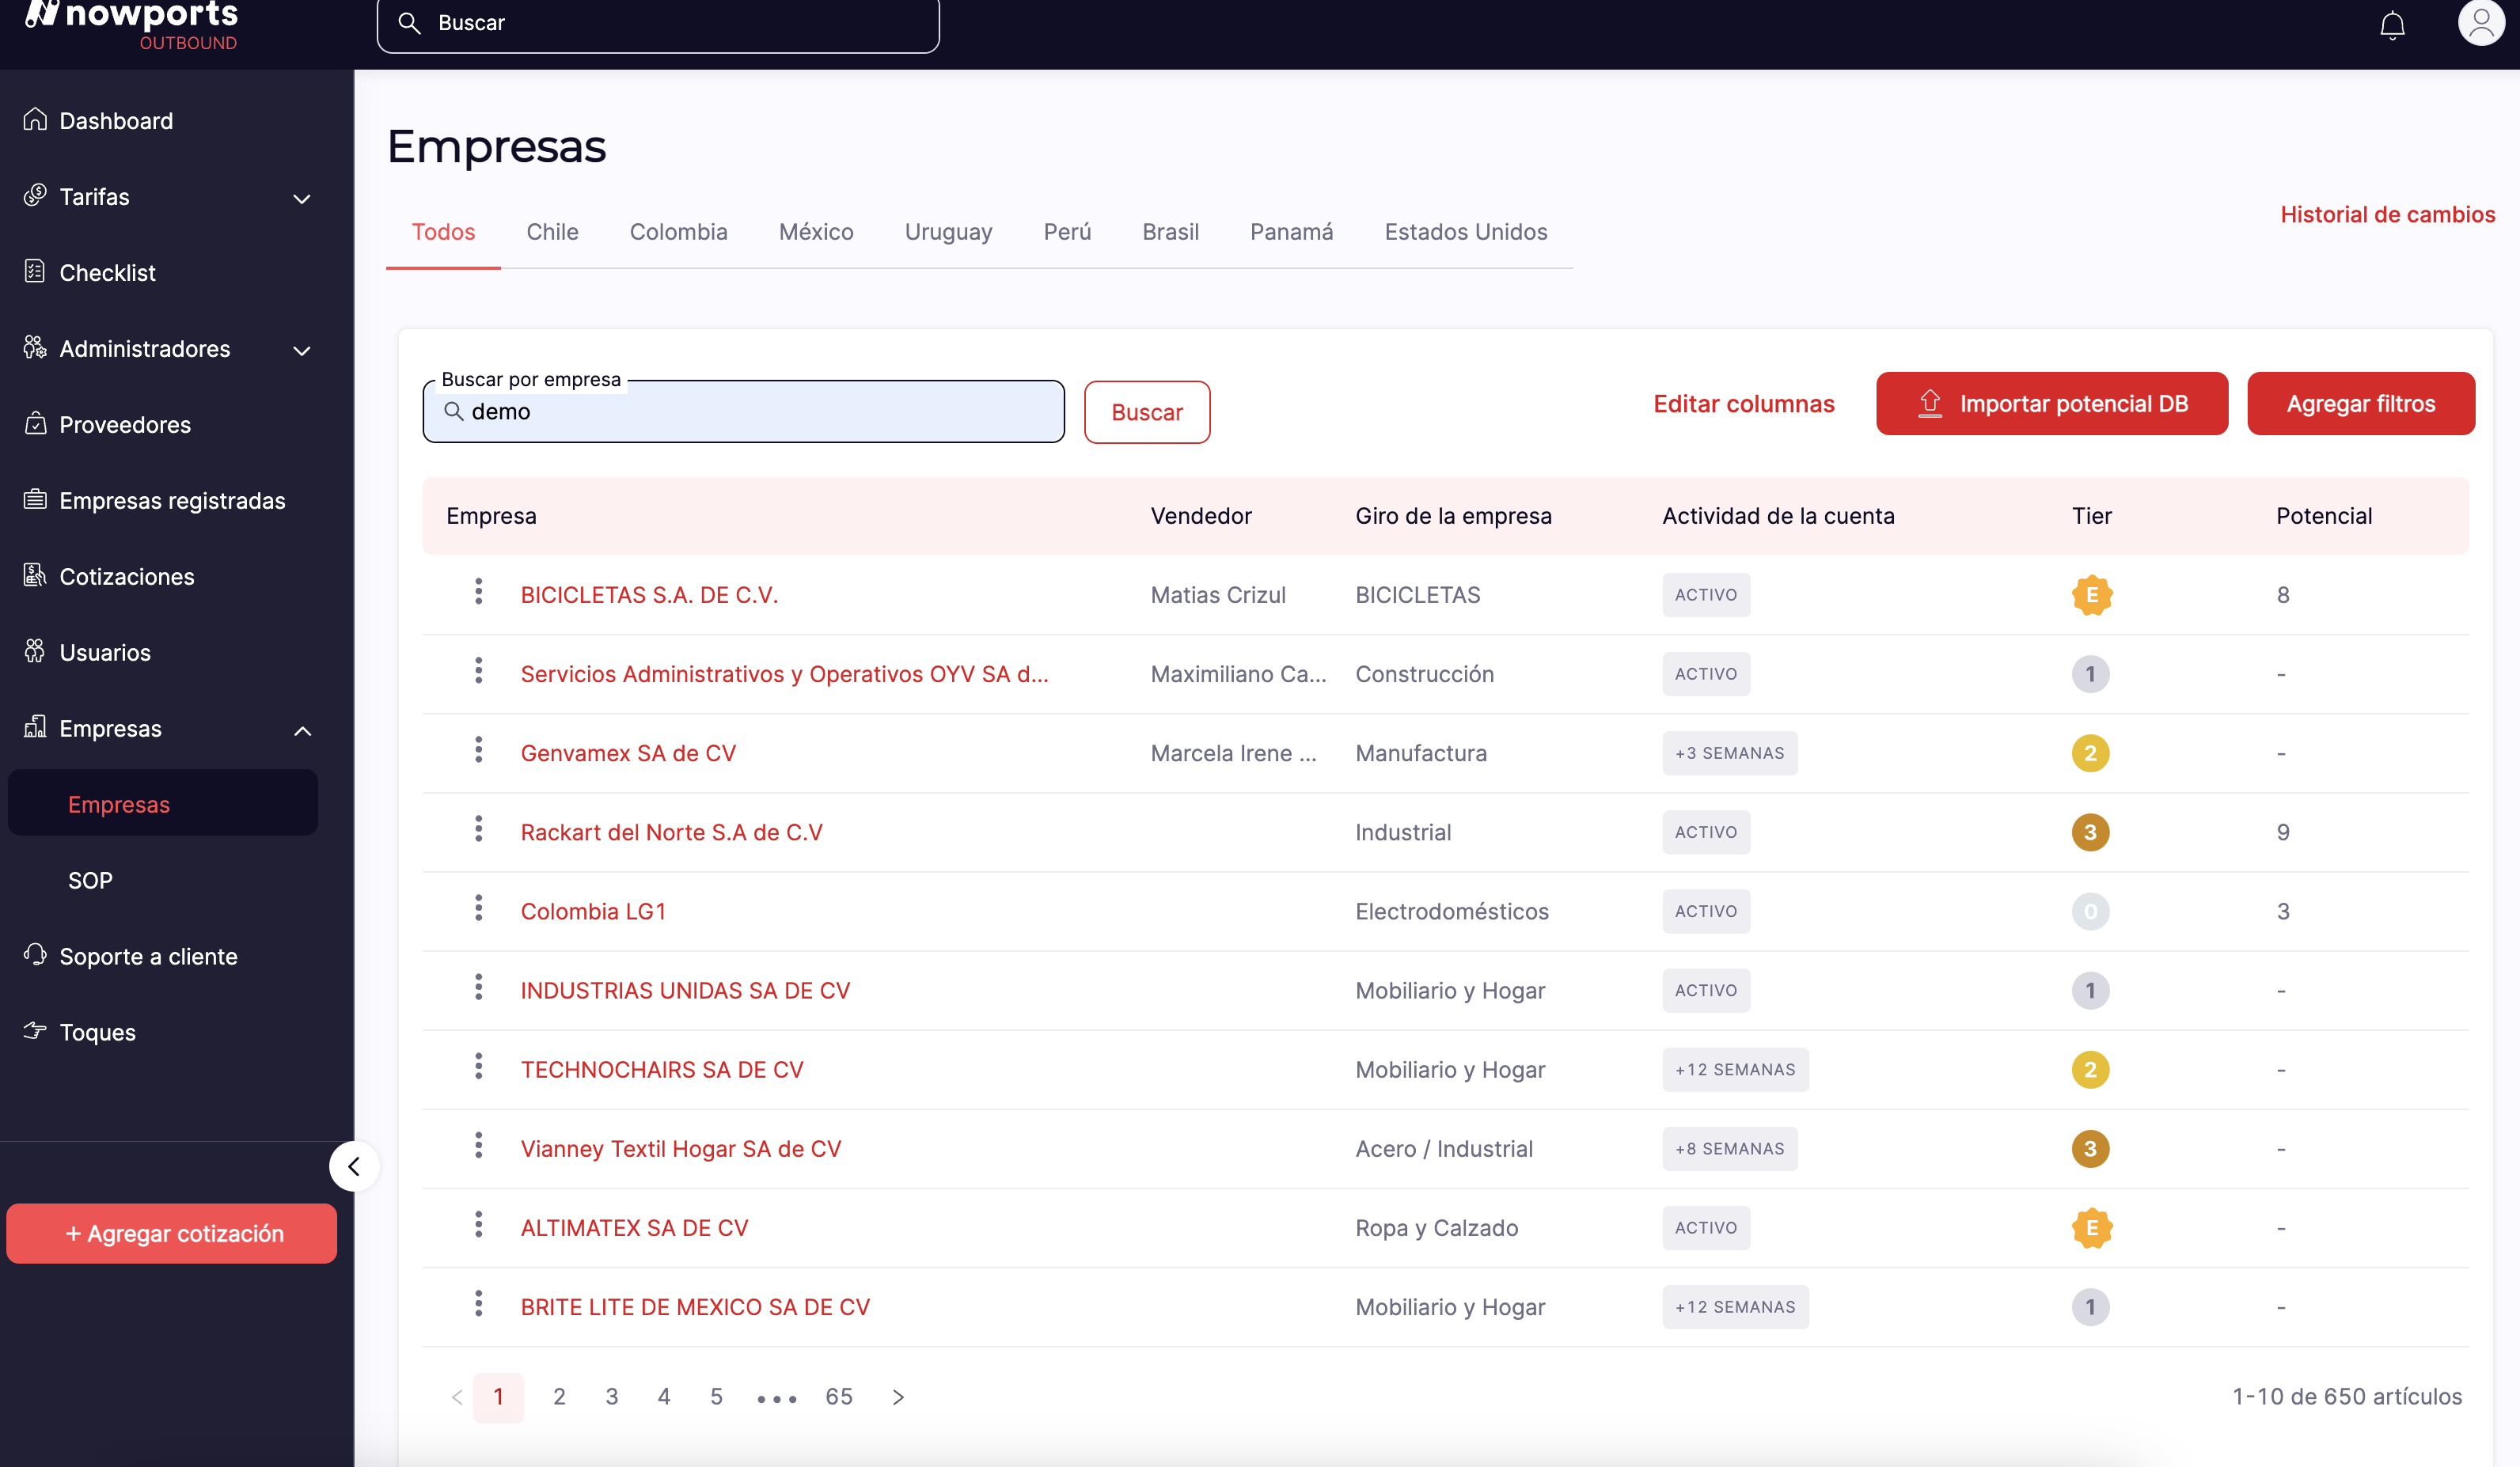 nowports
OUTBOUND
Buscar
Dashboard
Tarifas
Checklist
Administradores
Proveedores
Empresas registradas
Cotizaciones
Usuarios
Empresas
Empresas
SOP
Soporte a cliente
Toques
+ Agregar cotización
Empresas
Todos Chile Colombia México Uruguay Perú Brasil Panamá Estados Unidos
Historial de cambios
Buscar por empresa
demo
Buscar
Editar columnas
Importar potencial DB
Agregar filtros
Empresa Vendedor Giro de la empresa Actividad de la cuenta Tier Potencial
BICICLETAS S.A. DE C.V. Matias Crizul BICICLETAS ACTIVO E 8
Servicios Administrativos y Operativos OYV SA d... Maximiliano Ca... Construcción ACTIVO 1 -
Genvamex SA de CV Marcela Irene ... Manufactura +3 SEMANAS 2 -
Rackart del Norte S.A de C.V Industrial ACTIVO 3 9
Colombia LG1 Electrodomésticos ACTIVO 0 3
INDUSTRIAS UNIDAS SA DE CV Mobiliario y Hogar ACTIVO 1 -
TECHNOCHAIRS SA DE CV Mobiliario y Hogar +12 SEMANAS 2 -
Vianney Textil Hogar SA de CV Acero / Industrial +8 SEMANAS 3 -
ALTIMATEX SA DE CV Ropa y Calzado ACTIVO E -
BRITE LITE DE MEXICO SA DE CV Mobiliario y Hogar +12 SEMANAS 1 -
< 1 2 3 4 5 ••• 65 >
1-10 de 650 artículos